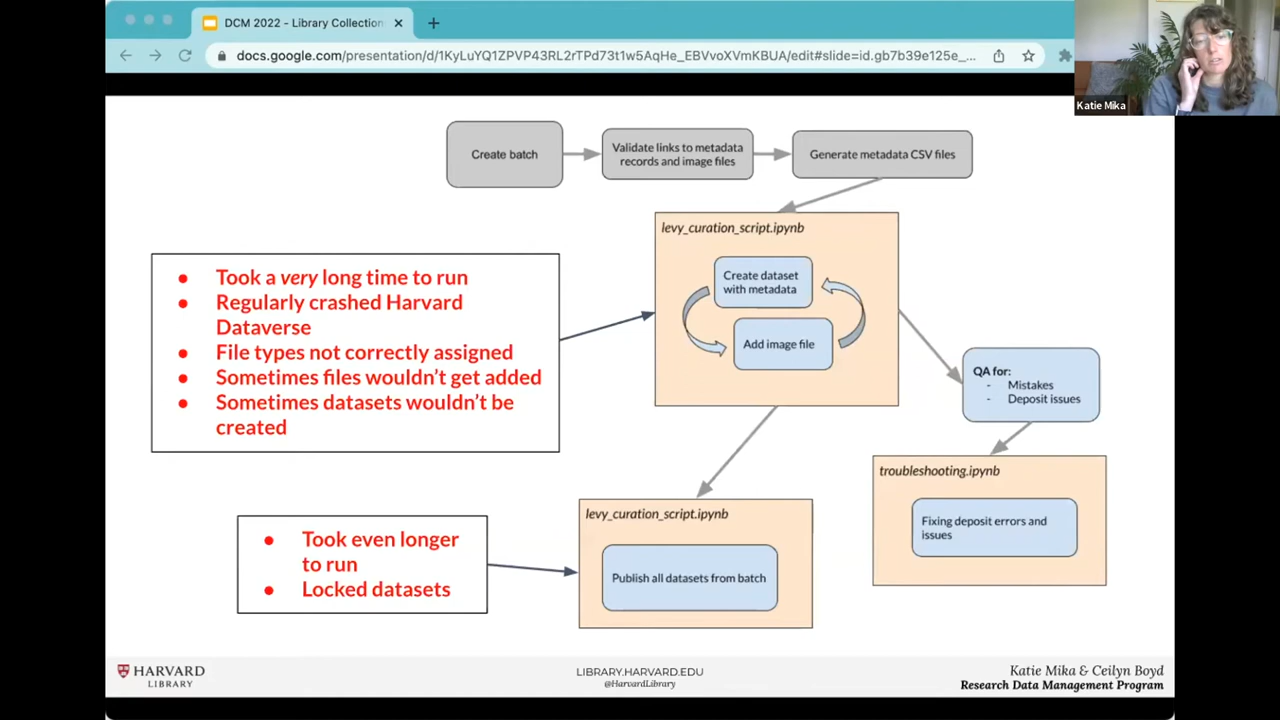 DCM 2022 - Library Collection
docs.google.com/presentation/d/1KyLuYQ1ZPVP43RL2rTPd73t1w5AqHe_EBVvoXVmKBUA/edit#slide=id.gb7b39e125e_...
Katie Mika
Create batch
Validate links to metadata
records and image files
Generate metadata CSV files
levy_curation_script.ipynb
Create dataset
with metadata
Add image file
● Took a very long time to run
● Regularly crashed Harvard
Dataverse
● File types not correctly assigned
● Sometimes files wouldn't get added
● Sometimes datasets wouldn't be
created
QA for:
- Mistakes
- Deposit issues
troubleshooting.ipynb
Fixing deposit errors and
issues
levy_curation_script.ipynb
Publish all datasets from batch
● Took even longer
to run
● Locked datasets
HARVARD
LIBRARY
LIBRARY.HARVARD.EDU
@HarvardLibrary
Katie Mika & Ceilyn Boyd
Research Data Management Program